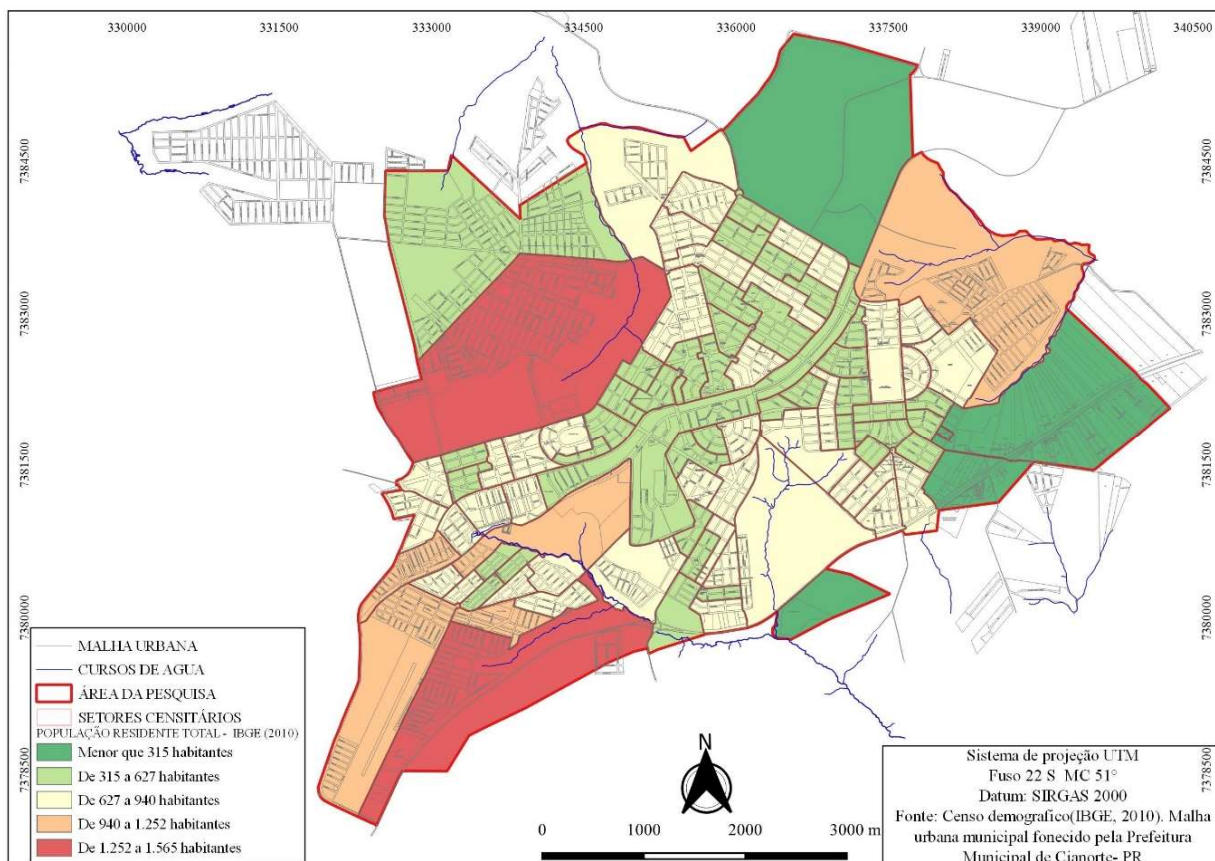 330000 331500 333000 334500 336000 337500 339000 340500
7384500
7384500
7383000
7383000
7381500
7381500
7380000
7380000
7378500
7378500
MALHA URBANA
CURSOS DE AGUA
ÁREA DA PESQUISA
SETORES CENSITÁRIOS
POPULAÇÃO RESIDENTE TOTAL - IBGE (2010)
Menor que 315 habitantes
De 315 a 627 habitantes
De 627 a 940 habitantes
De 940 a 1.252 habitantes
De 1.252 a 1.565 habitantes
N
0 1000 2000 3000 m
Sistema de projeção UTM
Fuso 22 S MC 51°
Datum: SIRGAS 2000
Fonte: Censo demografico(IBGE, 2010). Malha
urbana municipal fonecido pela Prefeitura
Municipal de Cianorte- PR